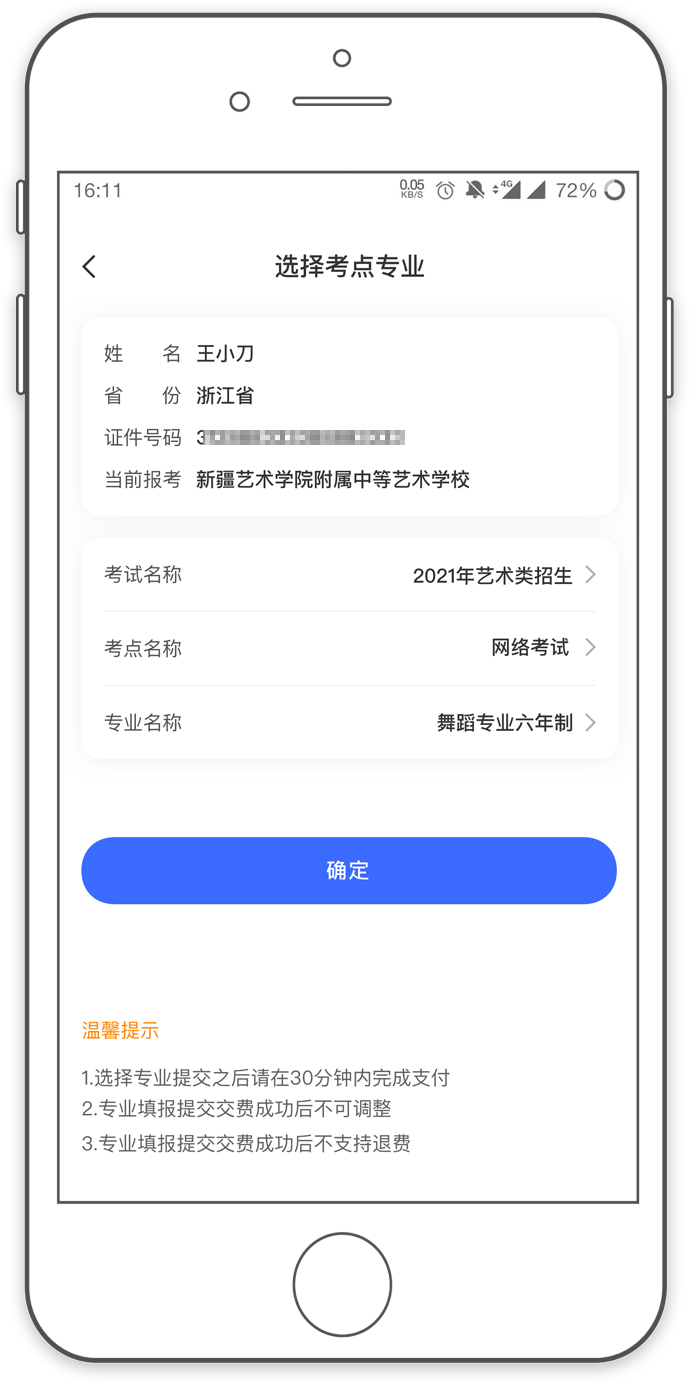 16:11 0.05 KB/S 4G 72%
选择考点专业
姓 名 王小刀
省 份 浙江省
证件号码 3
当前报考 新疆艺术学院附属中等艺术学校
考试名称 2021年艺术类招生
考点名称 网络考试
专业名称 舞蹈专业六年制
确定
温馨提示
1.选择专业提交之后请在30分钟内完成支付
2.专业填报提交交费成功后不可调整
3.专业填报提交交费成功后不支持退费